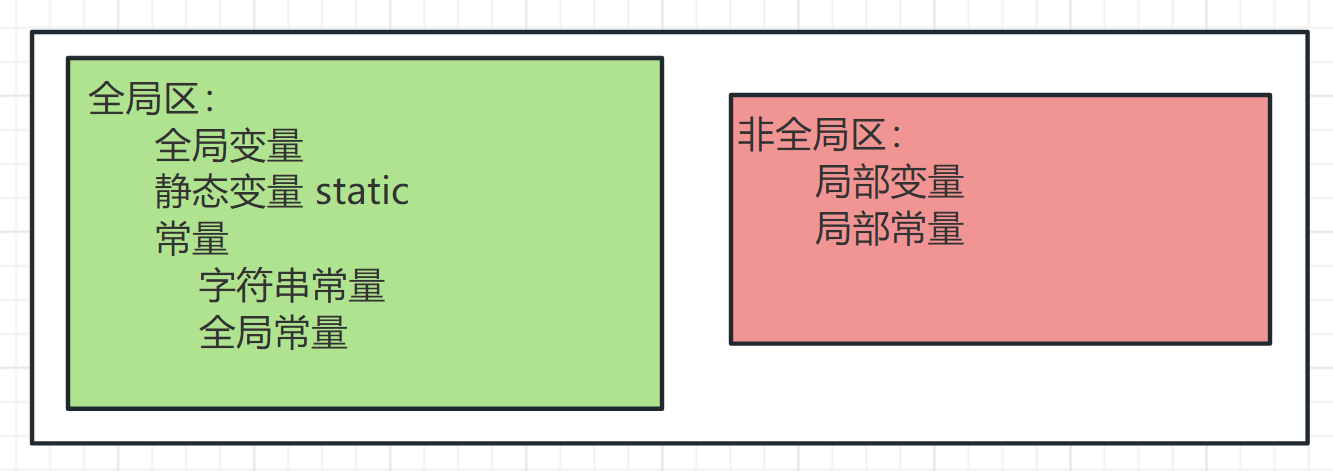 全局区：
全局变量
静态变量 static
常量
字符串常量
全局常量
非全局区：
局部变量
局部常量